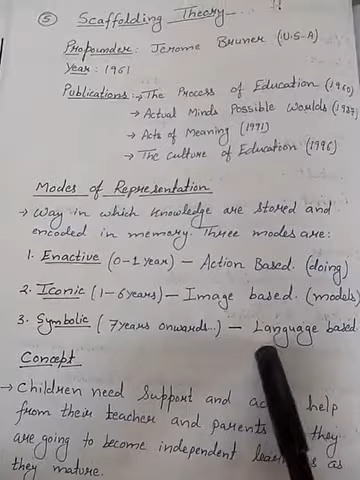 ⑤ Scaffolding Theory
Propounder: Jerome Bruner (U.S.A)
Year: 1961
Publications: → The Process of Education (1960)
→ Actual Minds Possible Worlds (1987)
→ Acts of Meaning (1991)
→ The Culture of Education (1996)
Modes of Representation
→ Way in which knowledge are stored and
encoded in memory. Three modes are:
1. Enactive (0-1 year) — Action Based. (doing)
2. Iconic (1-6 years) — Image based. (models)
3. Symbolic (7 years onwards..) — Language based
Concept
→ Children need support and help
from their teacher and parents they
are going to become independent as
they mature.